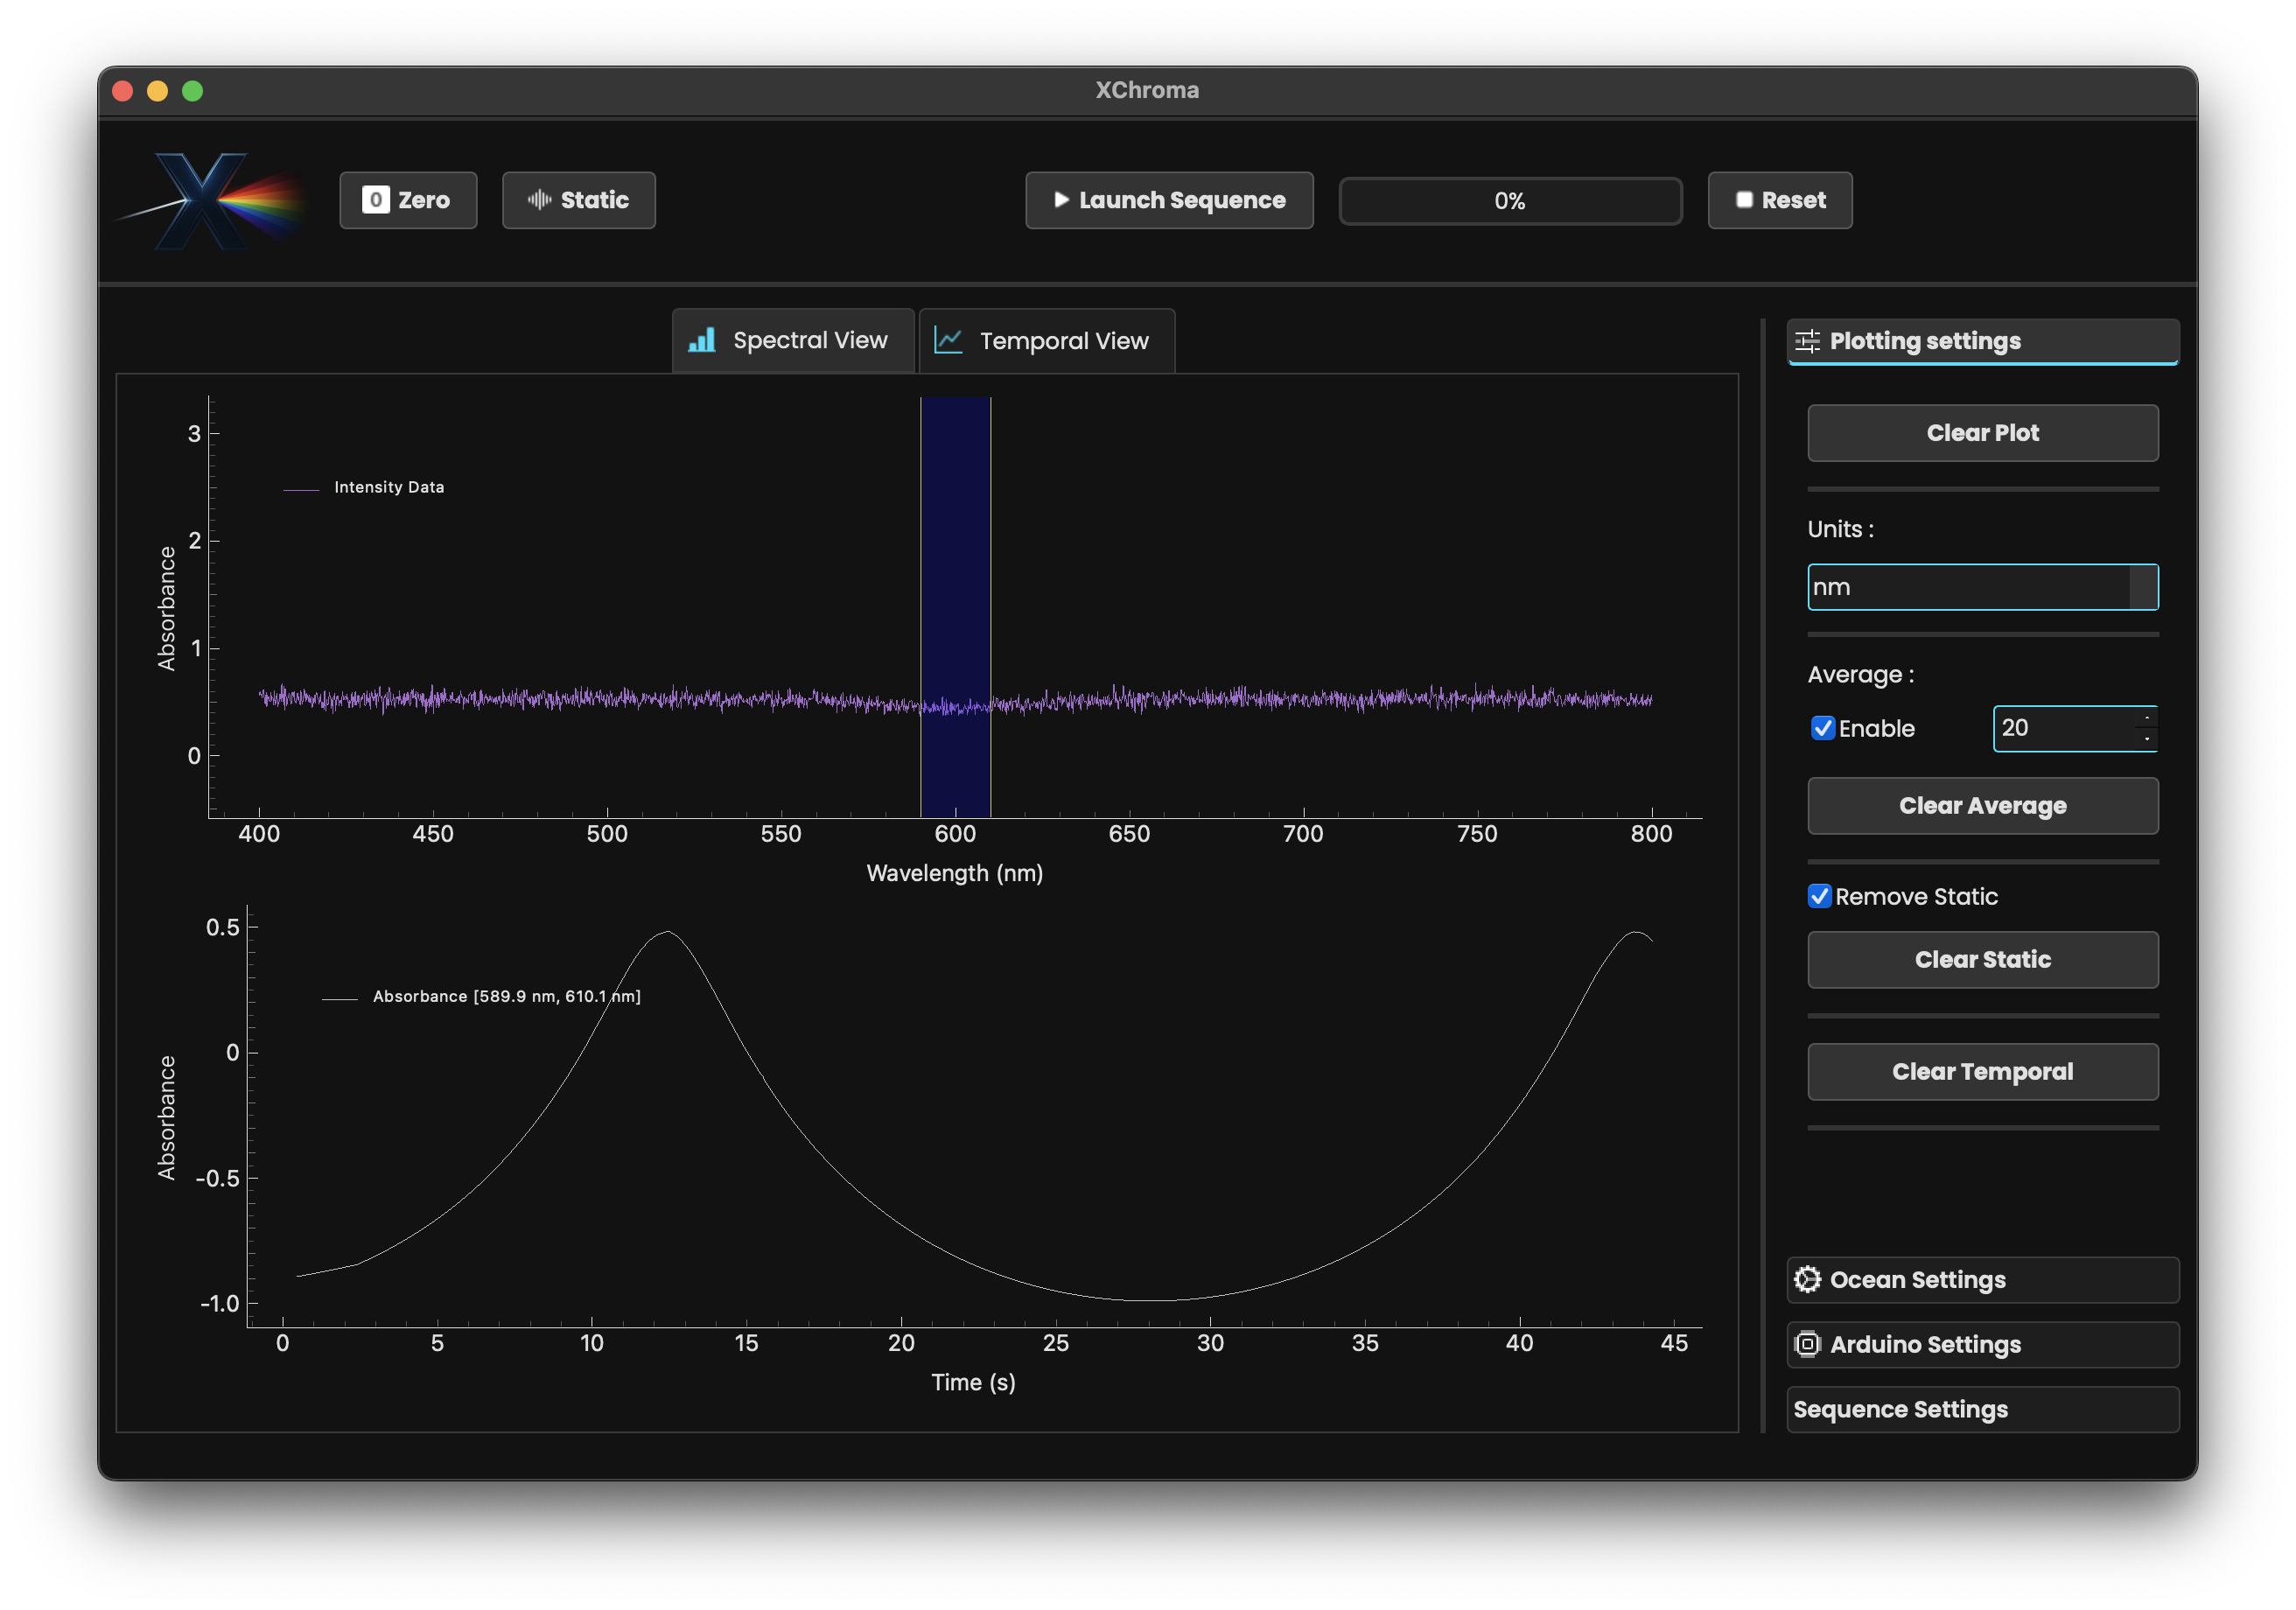 XChroma
0 Zero
Static
Launch Sequence
0%
Reset
Spectral View
Temporal View
3
2
1
0
Absorbance
Intensity Data
400 450 500 550 600 650 700 750 800
Wavelength (nm)
0.5
0
-0.5
-1.0
Absorbance
Absorbance [589.9 nm, 610.1 nm]
0 5 10 15 20 25 30 35 40 45
Time (s)
Plotting settings
Clear Plot
Units :
nm
Average :
Enable
20
Clear Average
Remove Static
Clear Static
Clear Temporal
Ocean Settings
Arduino Settings
Sequence Settings